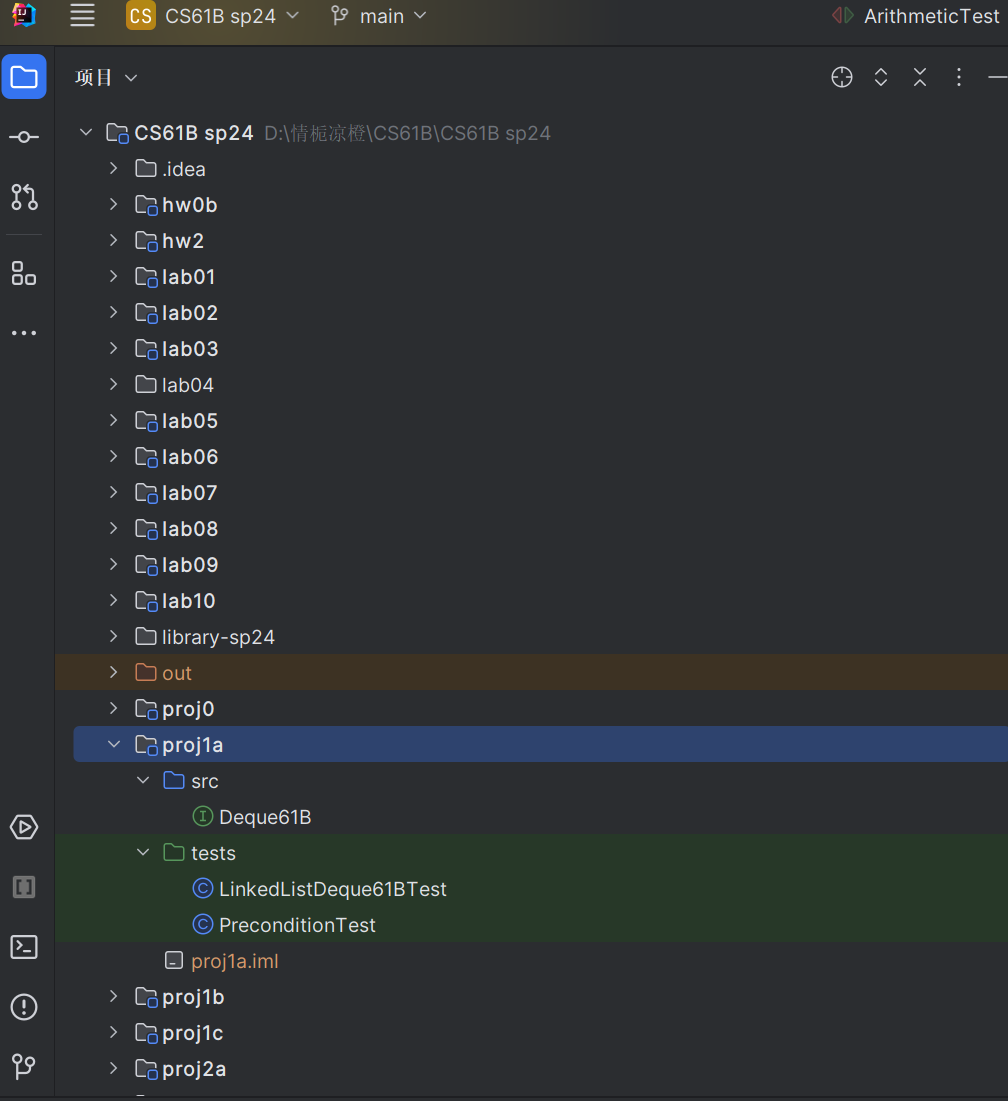 CS CS61B sp24 main ArithmeticTest
项目
CS61B sp24 D:\情栀凉橙\CS61B\CS61B sp24
.idea
hw0b
hw2
lab01
lab02
lab03
lab04
lab05
lab06
lab07
lab08
lab09
lab10
library-sp24
out
proj0
proj1a
src
Deque61B
tests
LinkedListDeque61BTest
PreconditionTest
proj1a.iml
proj1b
proj1c
proj2a